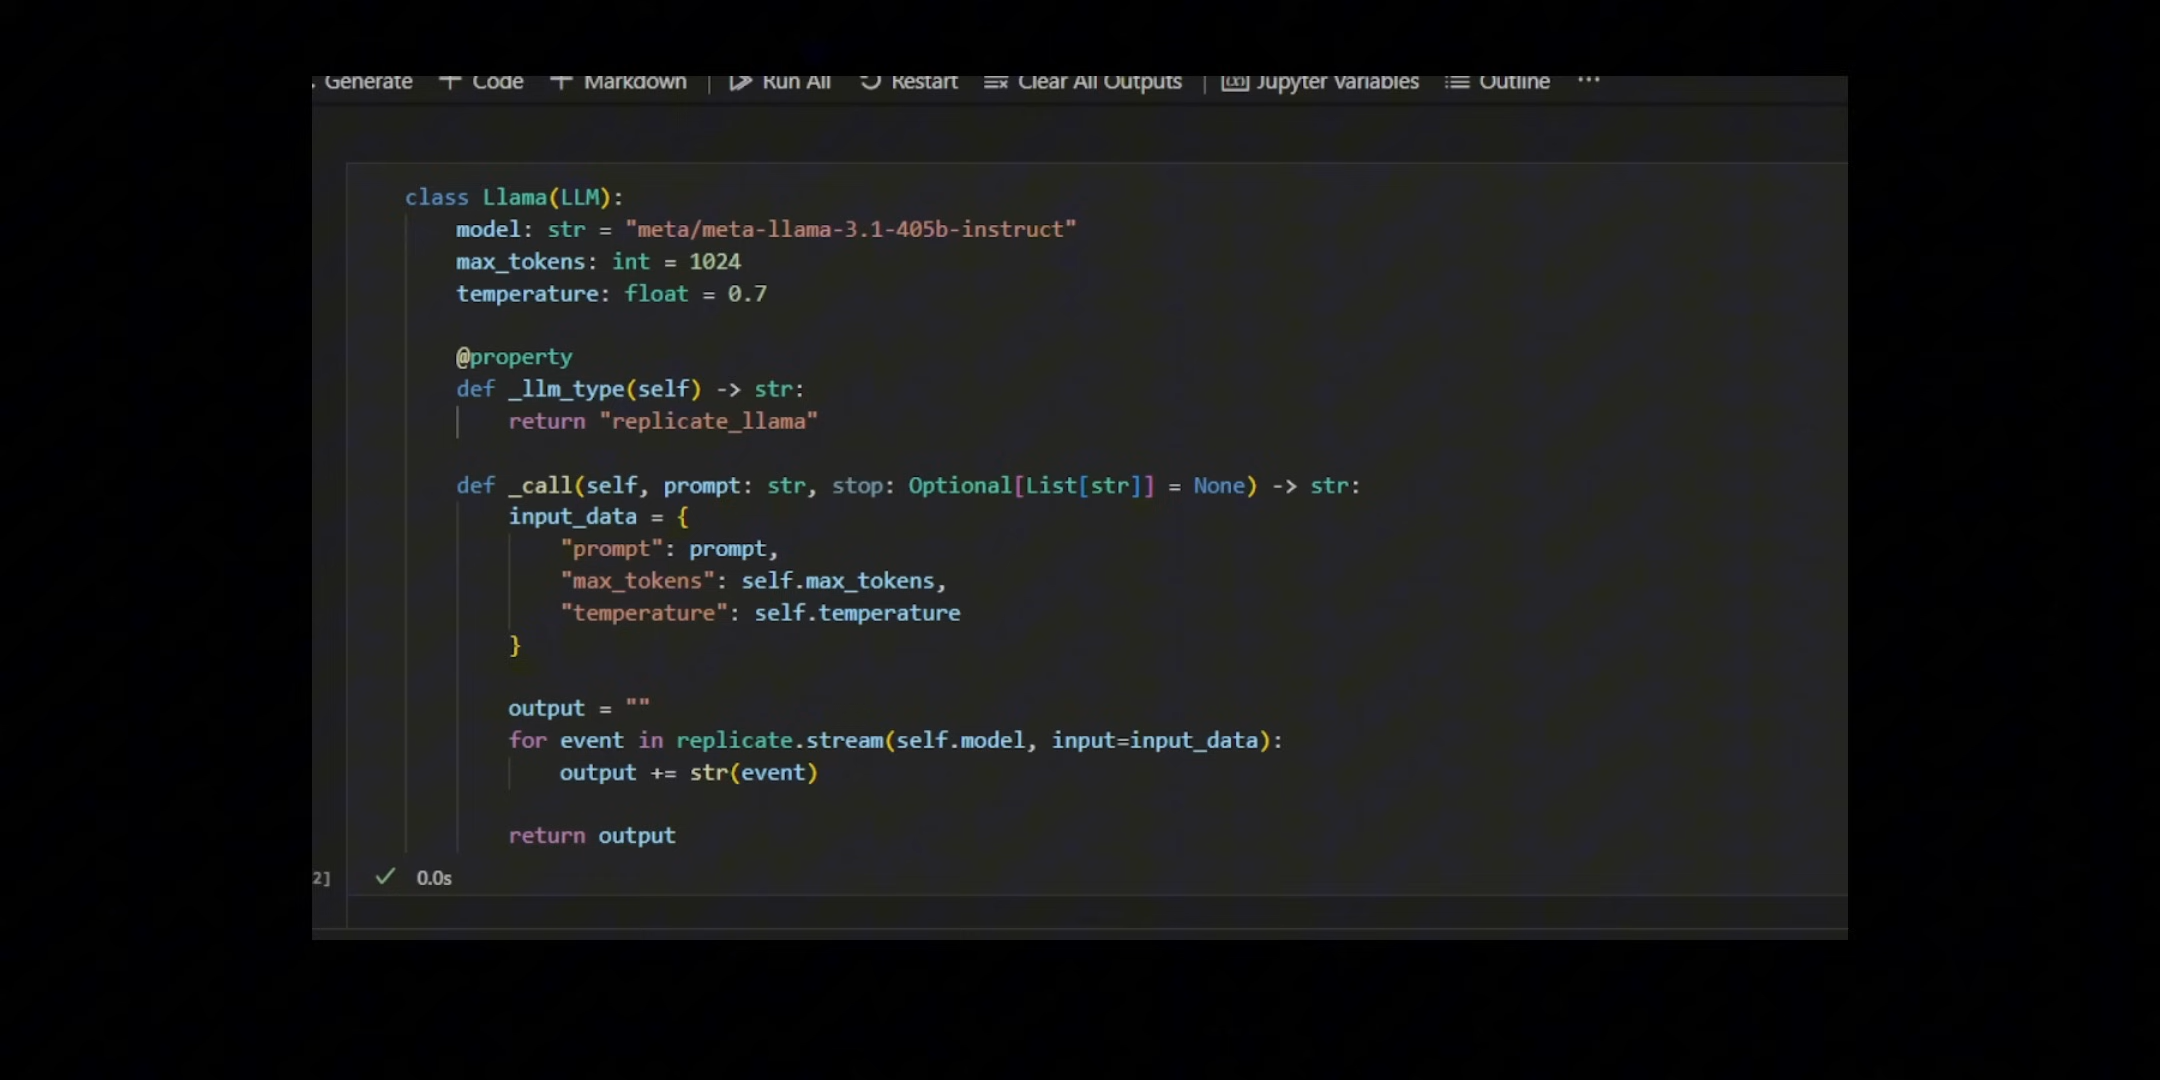 Generate + Code + Markdown | Run All Restart Clear All Outputs | Jupyter Variables Outline ...
class Llama(LLM):
    model: str = "meta/meta-llama-3.1-405b-instruct"
    max_tokens: int = 1024
    temperature: float = 0.7
    @property
    def _llm_type(self) -> str:
        return "replicate_llama"
    def _call(self, prompt: str, stop: Optional[List[str]] = None) -> str:
        input_data = {
            "prompt": prompt,
            "max_tokens": self.max_tokens,
            "temperature": self.temperature
        }
        output = ""
        for event in replicate.stream(self.model, input=input_data):
            output += str(event)
        return output
2] ✓ 0.0s